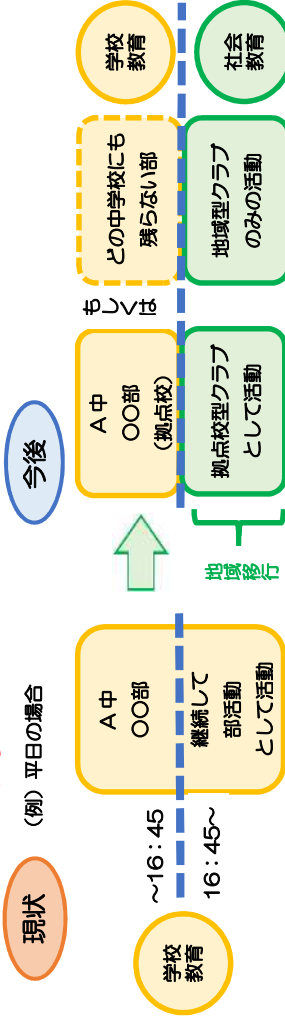 現状
(例) 平日の場合
学校
教育
~16:45
16:45~
A中
〇〇部
継続して
部活動
として活動
今後
地域移行
A中
〇〇部
(拠点校)
拠点校型クラブ
として活動
もしくは
どの中学校にも
残らない部
地域型クラブ
のみの活動
学校
教育
社会
教育